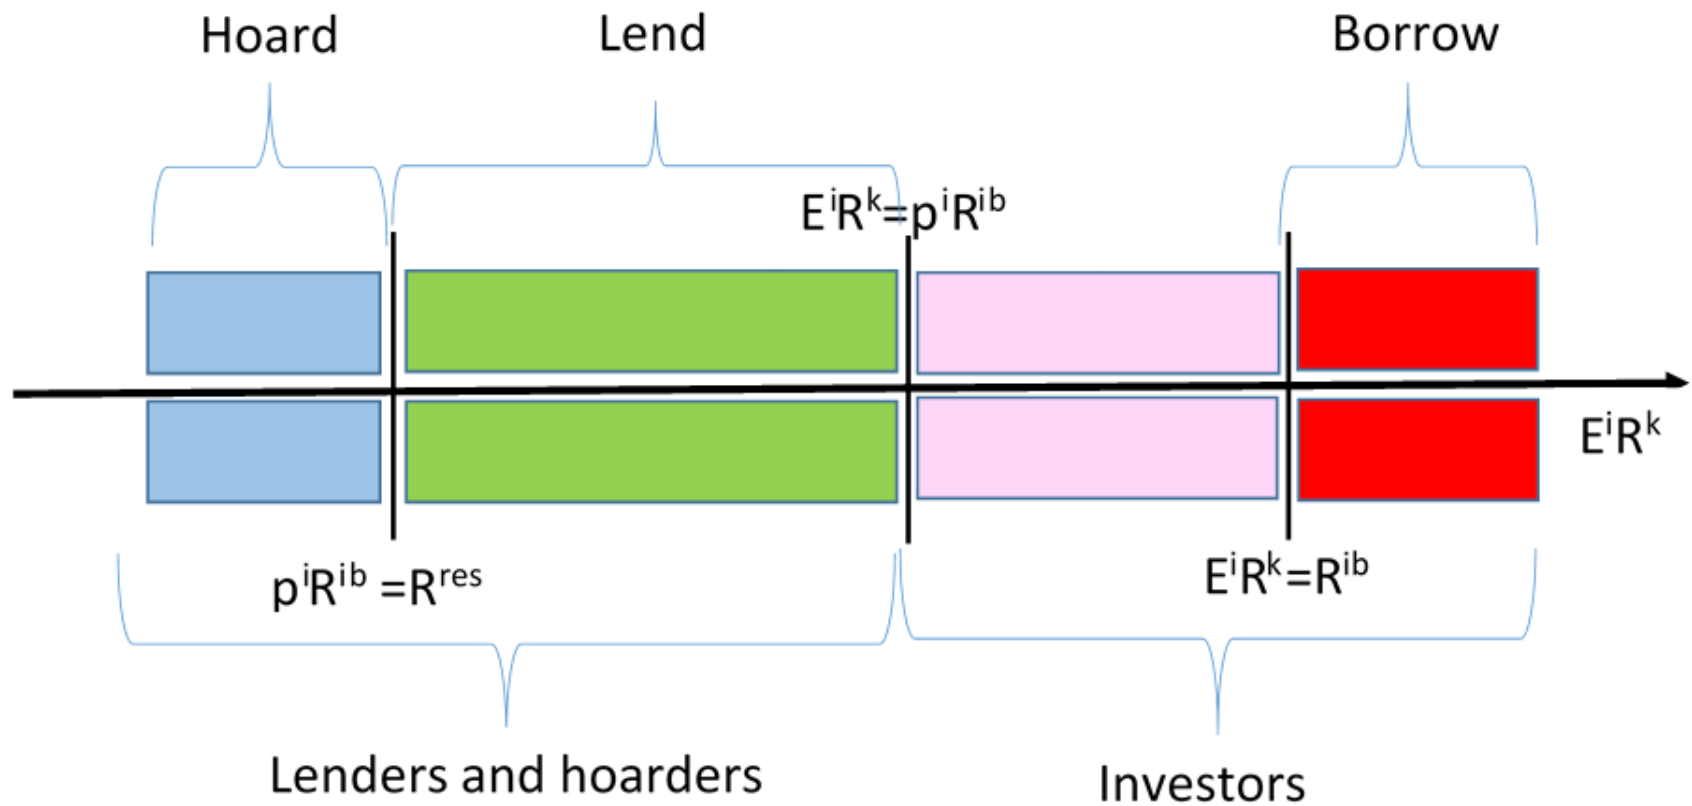 Hoard
Lend
Borrow
EⁱRᵏ=pⁱRⁱᵇ
EⁱRᵏ
pⁱRⁱᵇ =Rʳᵉˢ
EⁱRᵏ=Rⁱᵇ
Lenders and hoarders
Investors